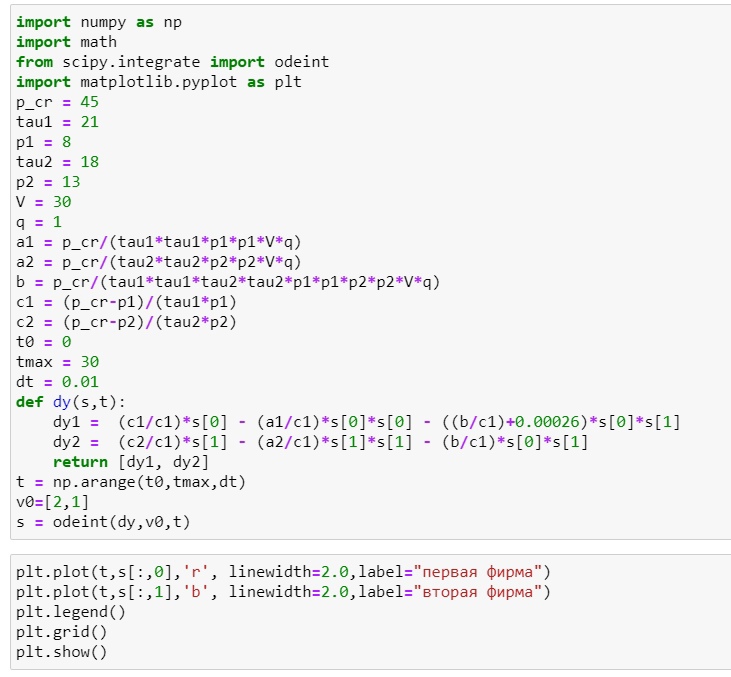 import numpy as np
import math
from scipy.integrate import odeint
import matplotlib.pyplot as plt
p_cr = 45
tau1 = 21
p1 = 8
tau2 = 18
p2 = 13
V = 30
q = 1
a1 = p_cr/(tau1*tau1*p1*p1*V*q)
a2 = p_cr/(tau2*tau2*p2*p2*V*q)
b = p_cr/(tau1*tau1*tau2*tau2*p1*p1*p2*p2*V*q)
c1 = (p_cr-p1)/(tau1*p1)
c2 = (p_cr-p2)/(tau2*p2)
t0 = 0
tmax = 30
dt = 0.01
def dy(s,t):
    dy1 =  (c1/c1)*s[0] - (a1/c1)*s[0]*s[0] - ((b/c1)+0.00026)*s[0]*s[1]
    dy2 =  (c2/c1)*s[1] - (a2/c1)*s[1]*s[1] - (b/c1)*s[0]*s[1]
    return [dy1, dy2]
t = np.arange(t0,tmax,dt)
v0=[2,1]
s = odeint(dy,v0,t)
plt.plot(t,s[:,0],'r', linewidth=2.0,label="первая фирма")
plt.plot(t,s[:,1],'b', linewidth=2.0,label="вторая фирма")
plt.legend()
plt.grid()
plt.show()